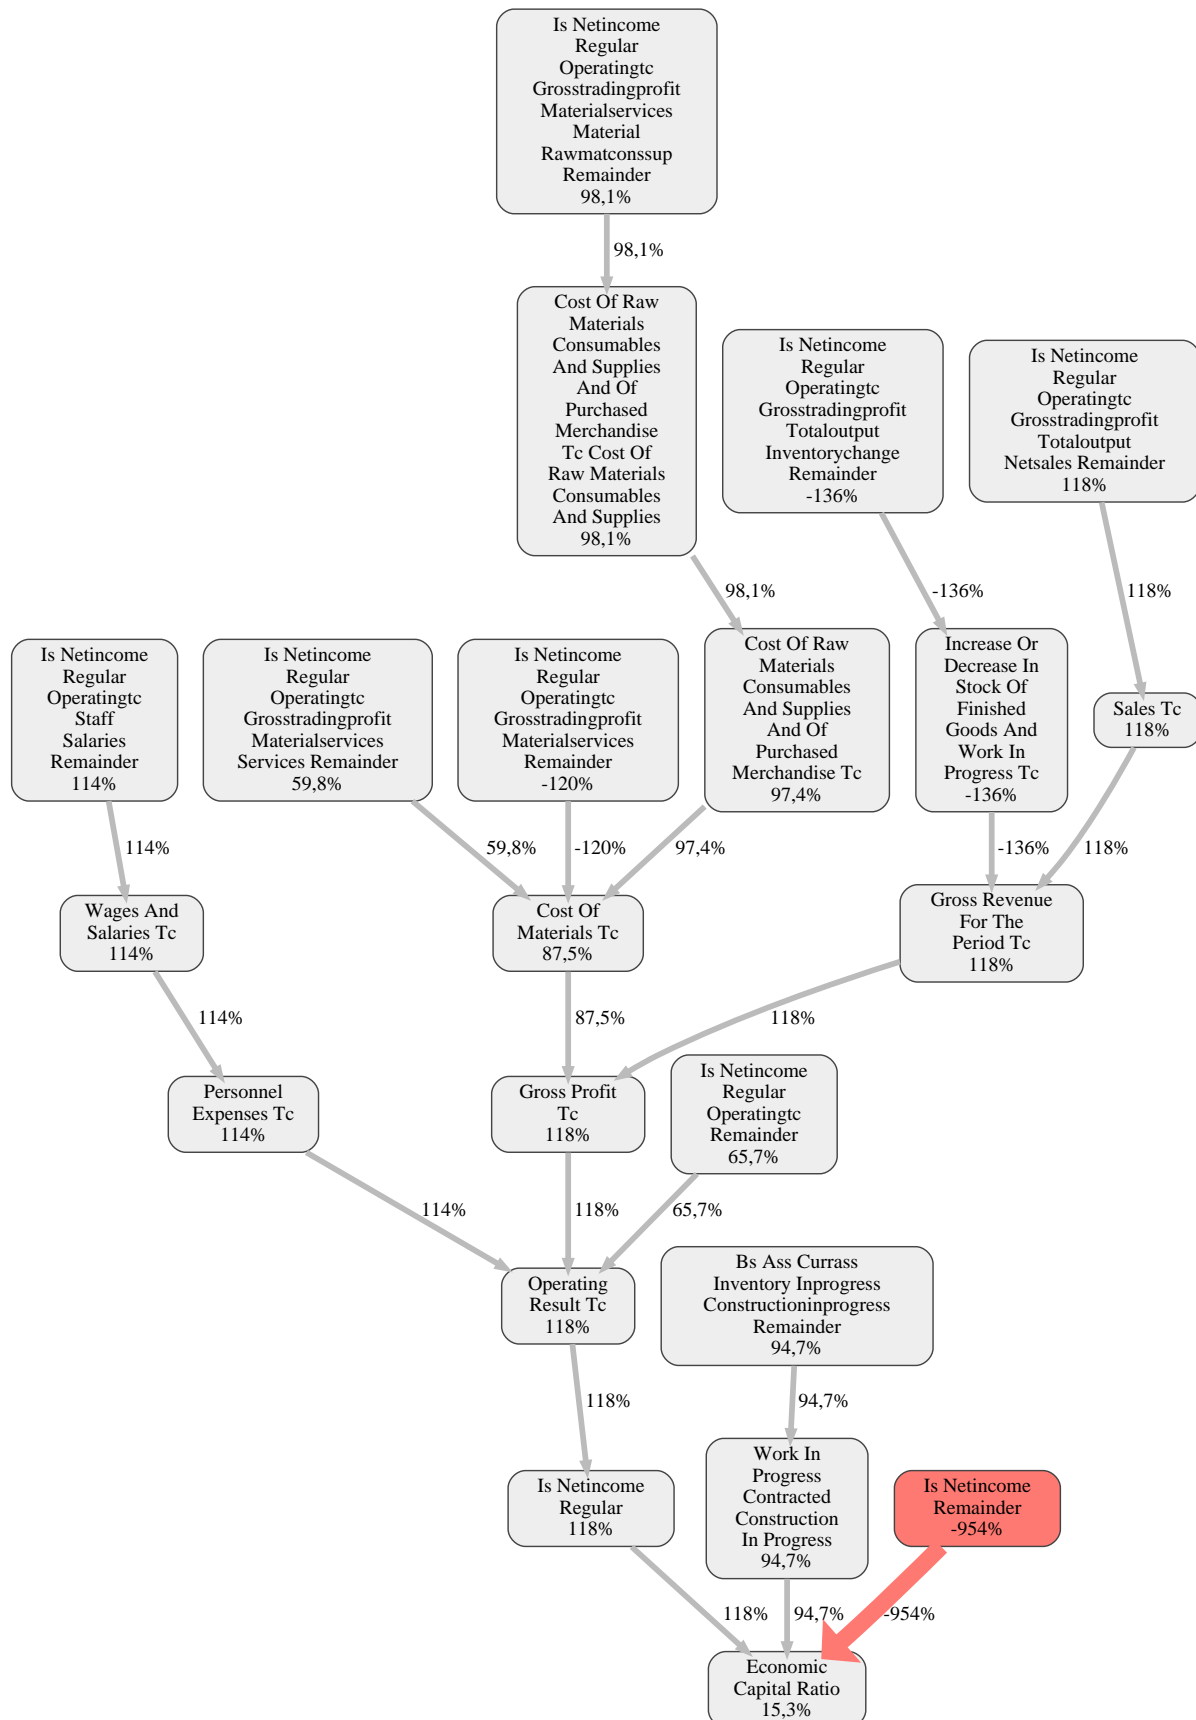 Is Netincome
Regular
Operatingtc
Grosstradingprofit
Materialservices
Material
Rawmatconssup
Remainder
98,1%
98,1%
Cost Of Raw
Materials
Consumables
And Supplies
And Of
Purchased
Merchandise
Tc Cost Of
Raw Materials
Consumables
And Supplies
98,1%
Is Netincome
Regular
Operatingtc
Grosstradingprofit
Totaloutput
Inventorychange
Remainder
-136%
Is Netincome
Regular
Operatingtc
Grosstradingprofit
Totaloutput
Netsales Remainder
118%
98,1%
-136%
118%
Is Netincome
Regular
Operatingtc
Staff
Salaries
Remainder
114%
Is Netincome
Regular
Operatingtc
Grosstradingprofit
Materialservices
Services Remainder
59,8%
Is Netincome
Regular
Operatingtc
Grosstradingprofit
Materialservices
Remainder
-120%
Cost Of Raw
Materials
Consumables
And Supplies
And Of
Purchased
Merchandise Tc
97,4%
Increase Or
Decrease In
Stock Of
Finished
Goods And
Work In
Progress Tc
-136%
Sales Tc
118%
114%
59,8%
-120%
97,4%
-136%
118%
Wages And
Salaries Tc
114%
Cost Of
Materials Tc
87,5%
Gross Revenue
For The
Period Tc
118%
114%
87,5%
118%
Personnel
Expenses Tc
114%
Gross Profit
Tc
118%
Is Netincome
Regular
Operatingtc
Remainder
65,7%
114%
118%
65,7%
Operating
Result Tc
118%
Bs Ass Currass
Inventory Inprogress
Constructioninprogress
Remainder
94,7%
118%
94,7%
Is Netincome
Regular
118%
Work In
Progress
Contracted
Construction
In Progress
94,7%
Is Netincome
Remainder
-954%
118%
94,7%
-954%
Economic
Capital Ratio
15,3%